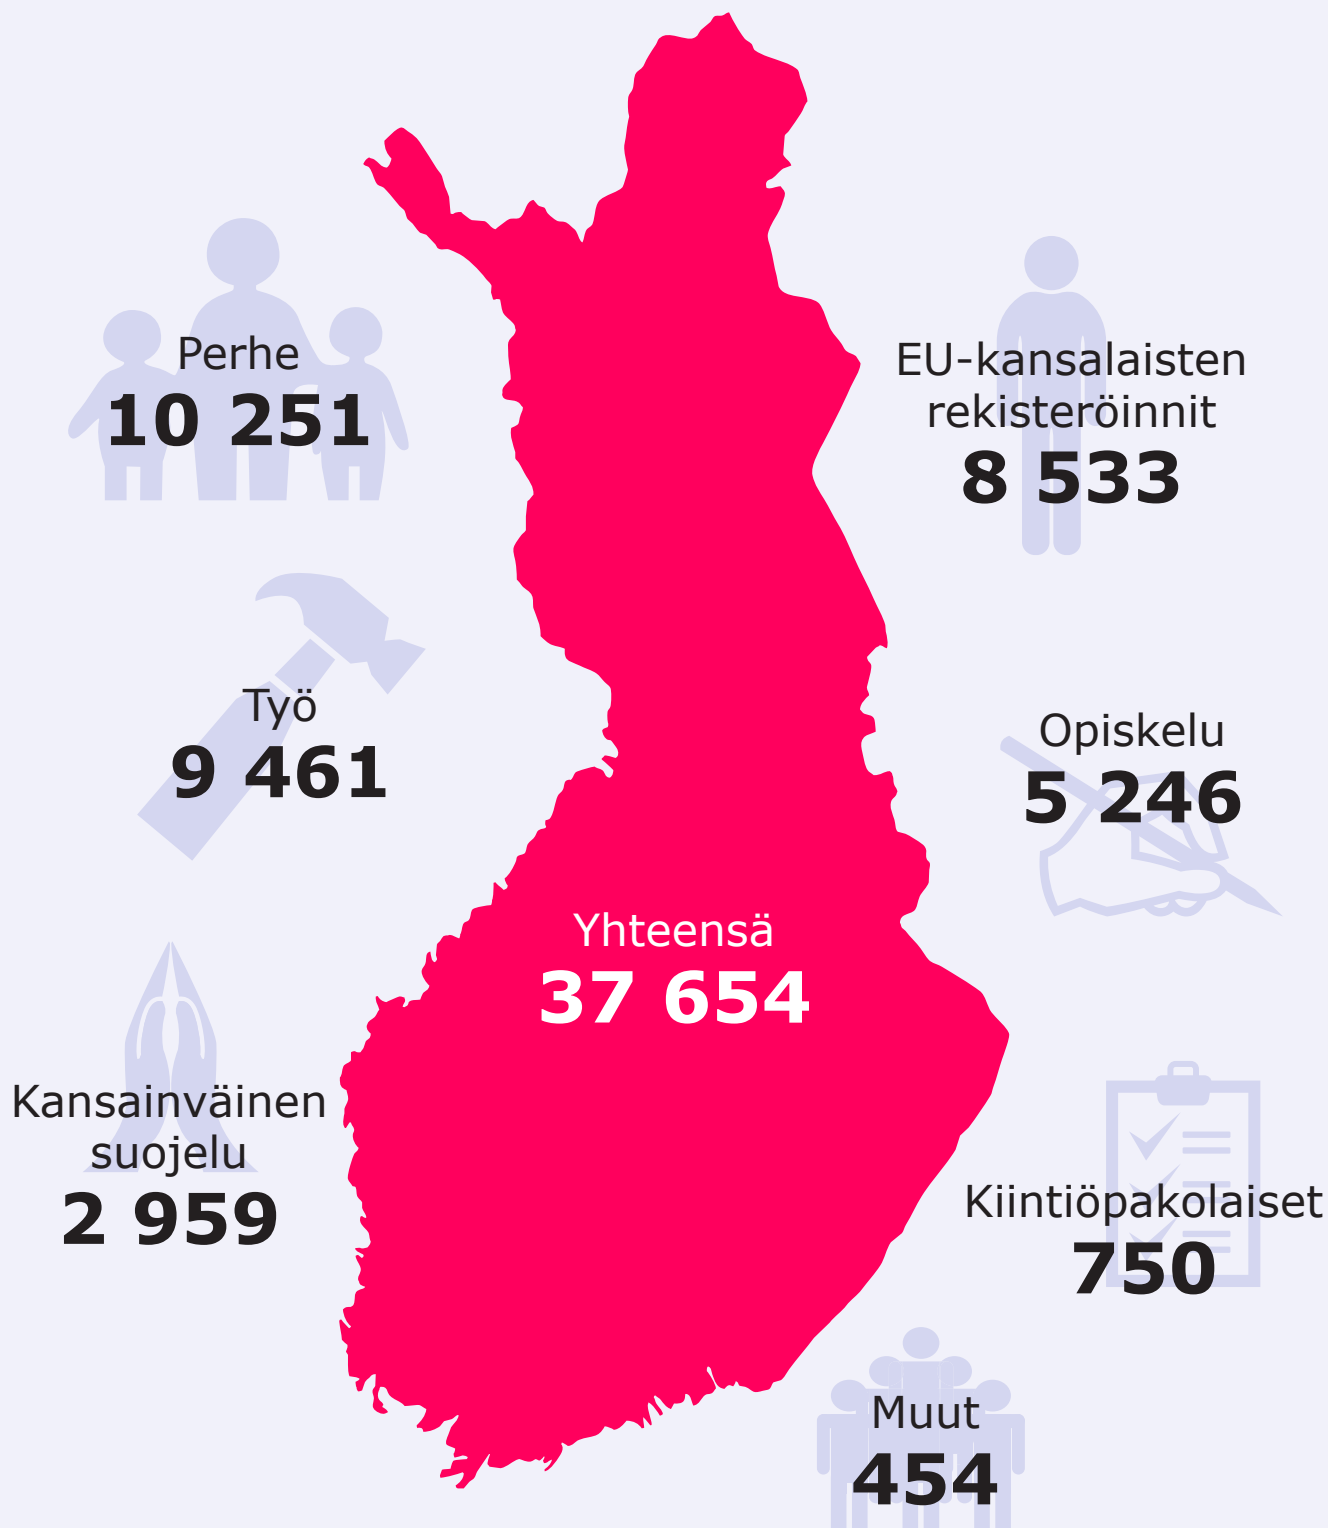 Perhe
10 251
EU-kansalaisten
rekisteröinnit
8 533
Työ
9 461
Opiskelu
5 246
Yhteensä
37 654
Kansainväinen
suojelu
2 959
Kiintiöpakolaiset
750
Muut
454